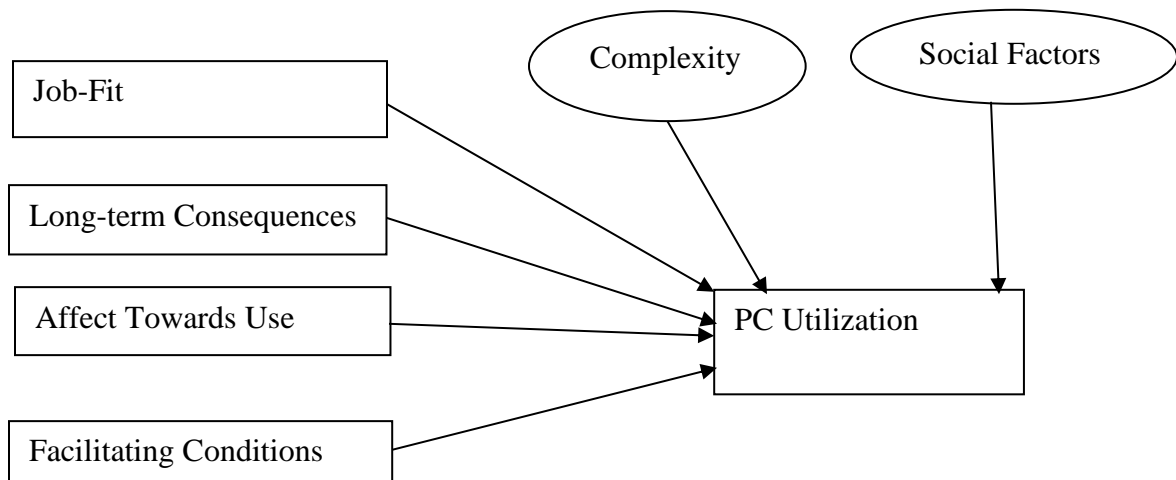 Complexity
Social Factors
Job-Fit
Long-term Consequences
Affect Towards Use
PC Utilization
Facilitating Conditions